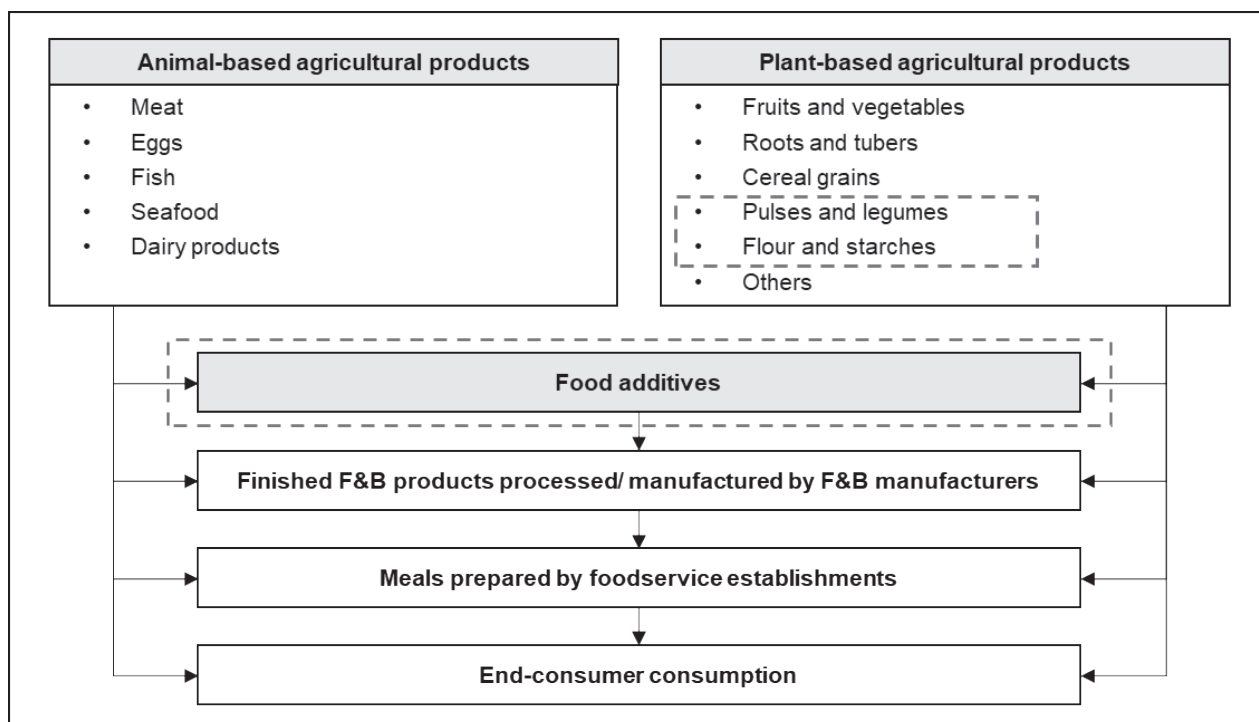 Animal-based agricultural products
• Meat
• Eggs
• Fish
• Seafood
• Dairy products
Plant-based agricultural products
• Fruits and vegetables
• Roots and tubers
• Cereal grains
• Pulses and legumes
• Flour and starches
• Others
Food additives
Finished F&B products processed/ manufactured by F&B manufacturers
Meals prepared by foodservice establishments
End-consumer consumption